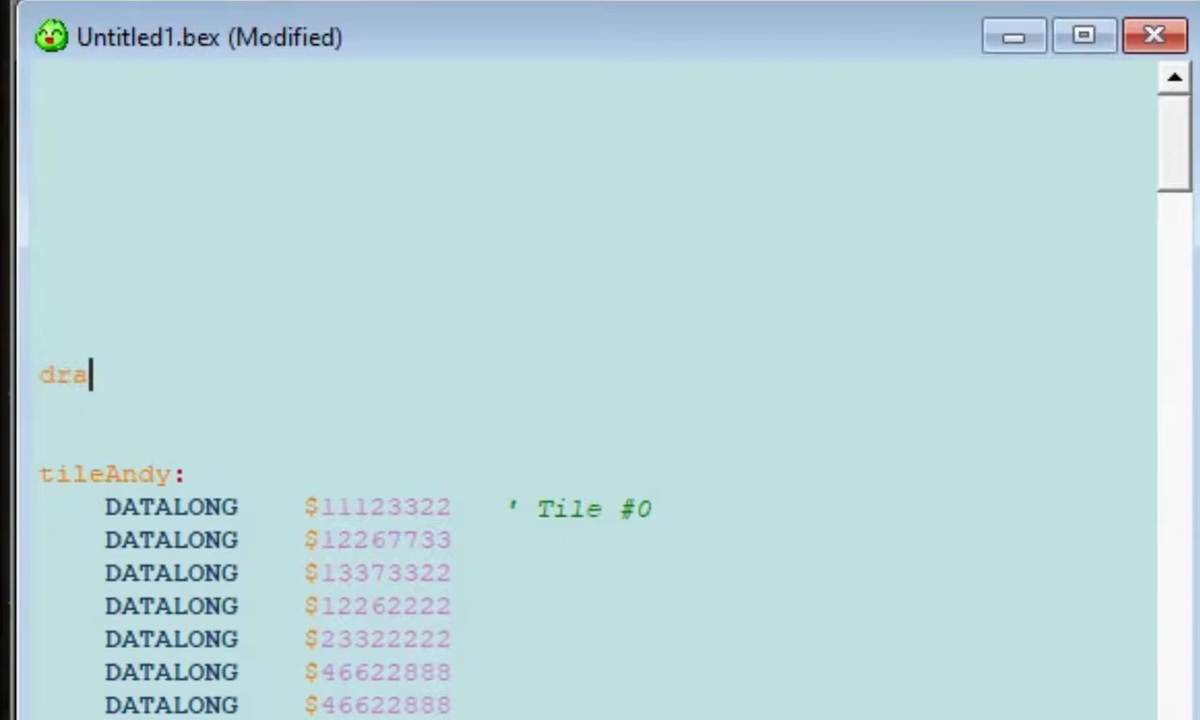 Untitled1.bex (Modified)
dra
tileAndy:
DATALONG $11123322 ' Tile #0
DATALONG $12267733
DATALONG $13373322
DATALONG $12262222
DATALONG $23322222
DATALONG $46622888
DATALONG $46622888